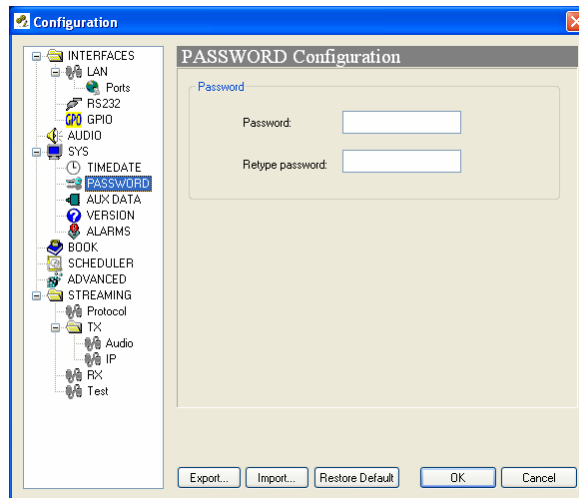 Configuration
INTERFACES
LAN
Ports
RS232
GPIO
AUDIO
SYS
TIMEDATE
PASSWORD
AUX DATA
VERSION
ALARMS
BOOK
SCHEDULER
ADVANCED
STREAMING
Protocol
TX
Audio
IP
RX
Test
PASSWORD Configuration
Password
Password:
Retype password:
Export... Import... Restore Default OK Cancel